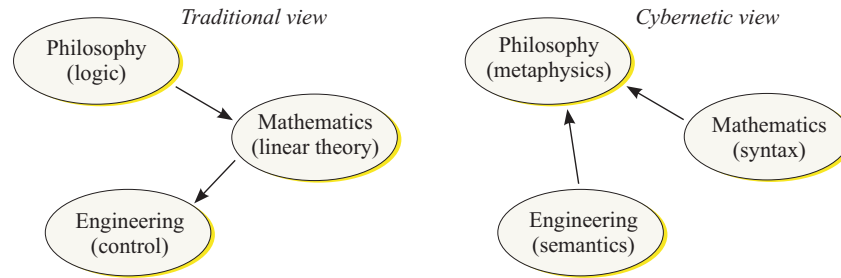 Traditional view
Philosophy
(logic)
Mathematics
(linear theory)
Engineering
(control)
Cybernetic view
Philosophy
(metaphysics)
Mathematics
(syntax)
Engineering
(semantics)